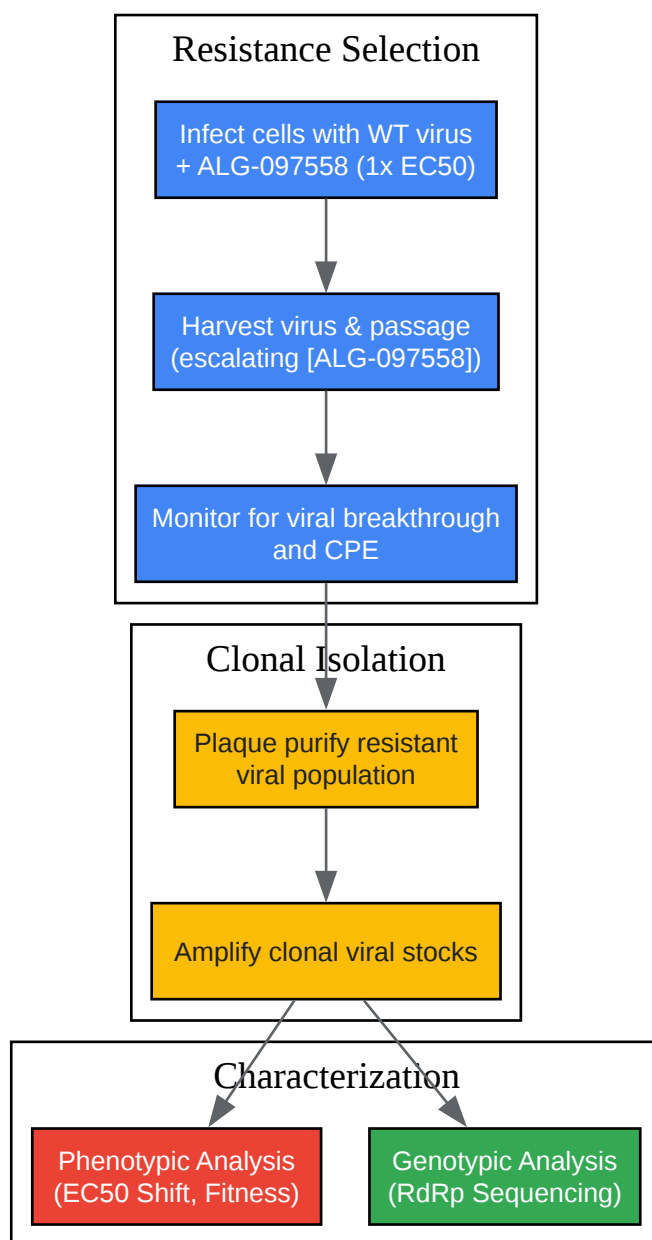 Resistance Selection
Infect cells with WT virus
+ ALG-097558 (1x EC50)
Harvest virus & passage
(escalating [ALG-097558])
Monitor for viral breakthrough
and CPE
Clonal Isolation
Plaque purify resistant
viral population
Amplify clonal viral stocks
Characterization
Phenotypic Analysis
(EC50 Shift, Fitness)
Genotypic Analysis
(RdRp Sequencing)